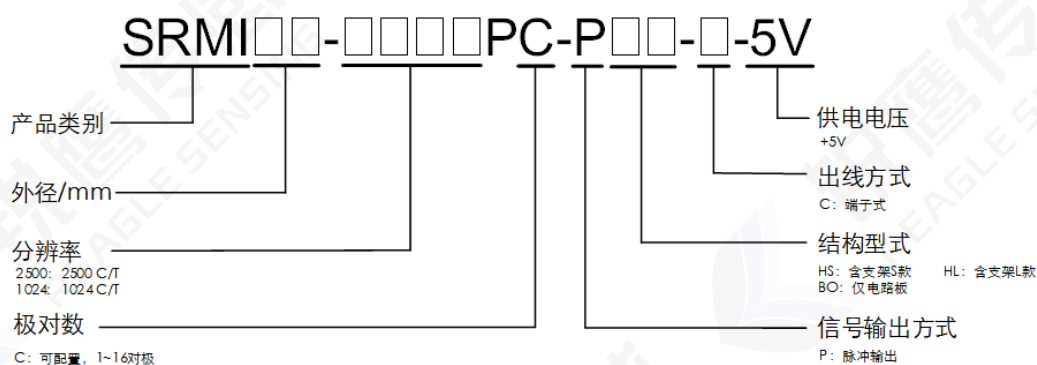 SRMI□□-□□□□PC-P□□-□-5V
产品类别
外径/mm
分辨率
2500：2500 C/T
1024：1024 C/T
极对数
C：可配置，1~16对极
供电电压
+5V
出线方式
C：端子式
结构型式
HS：含支架S款 HL：含支架L款
BO：仅电路板
信号输出方式
P：脉冲输出